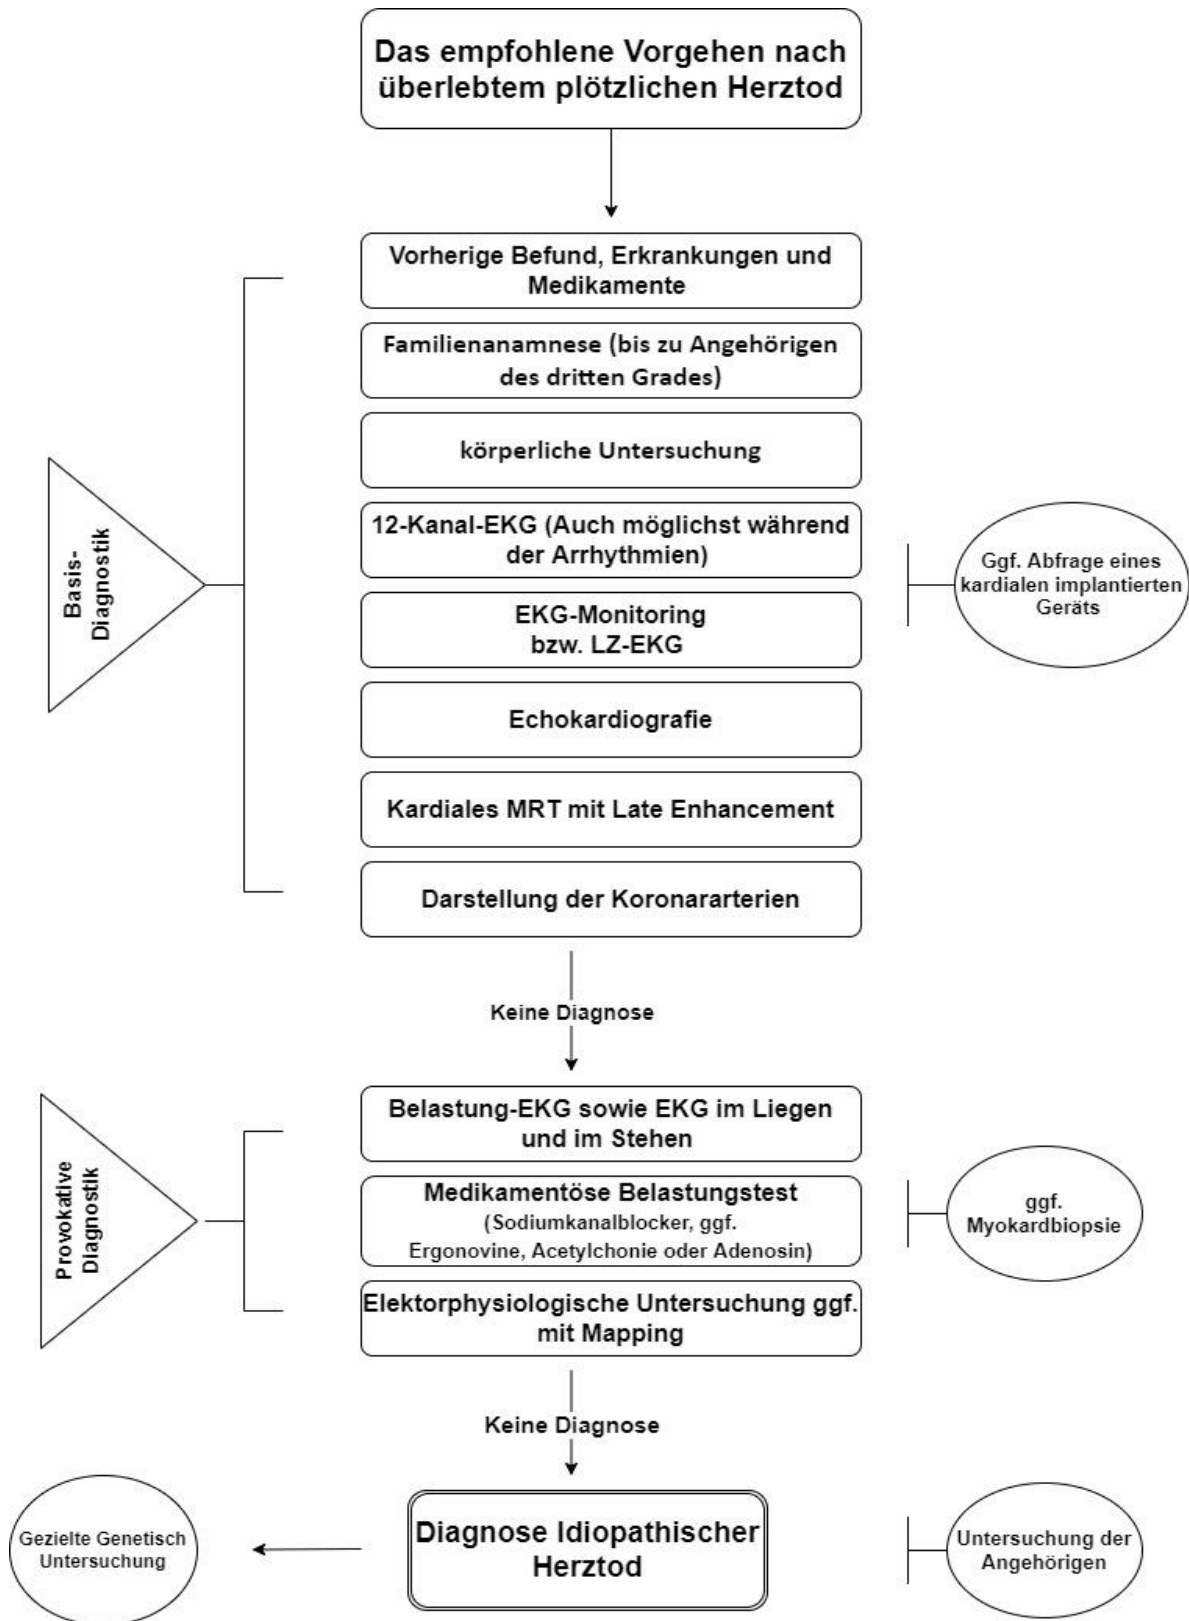 Das empfohlene Vorgehen nach
überlebtem plötzlichen Herztod
Vorherige Befund, Erkrankungen und
Medikamente
Familienanamnese (bis zu Angehörigen
des dritten Grades)
körperliche Untersuchung
12-Kanal-EKG (Auch möglichst während
der Arrhythmien)
EKG-Monitoring
bzw. LZ-EKG
Echokardiografie
Kardiales MRT mit Late Enhancement
Darstellung der Koronararterien
Basis-
Diagnostik
Ggf. Abfrage eines
kardialen implantierten
Geräts
Keine Diagnose
Belastung-EKG sowie EKG im Liegen
und im Stehen
Medikamentöse Belastungstest
(Sodiumkanalblocker, ggf.
Ergonovine, Acetylchonie oder Adenosin)
Elektorphysiologische Untersuchung ggf.
mit Mapping
Provokative
Diagnostik
ggf.
Myokardbiopsie
Keine Diagnose
Diagnose Idiopathischer
Herztod
Gezielte Genetisch
Untersuchung
Untersuchung der
Angehörigen